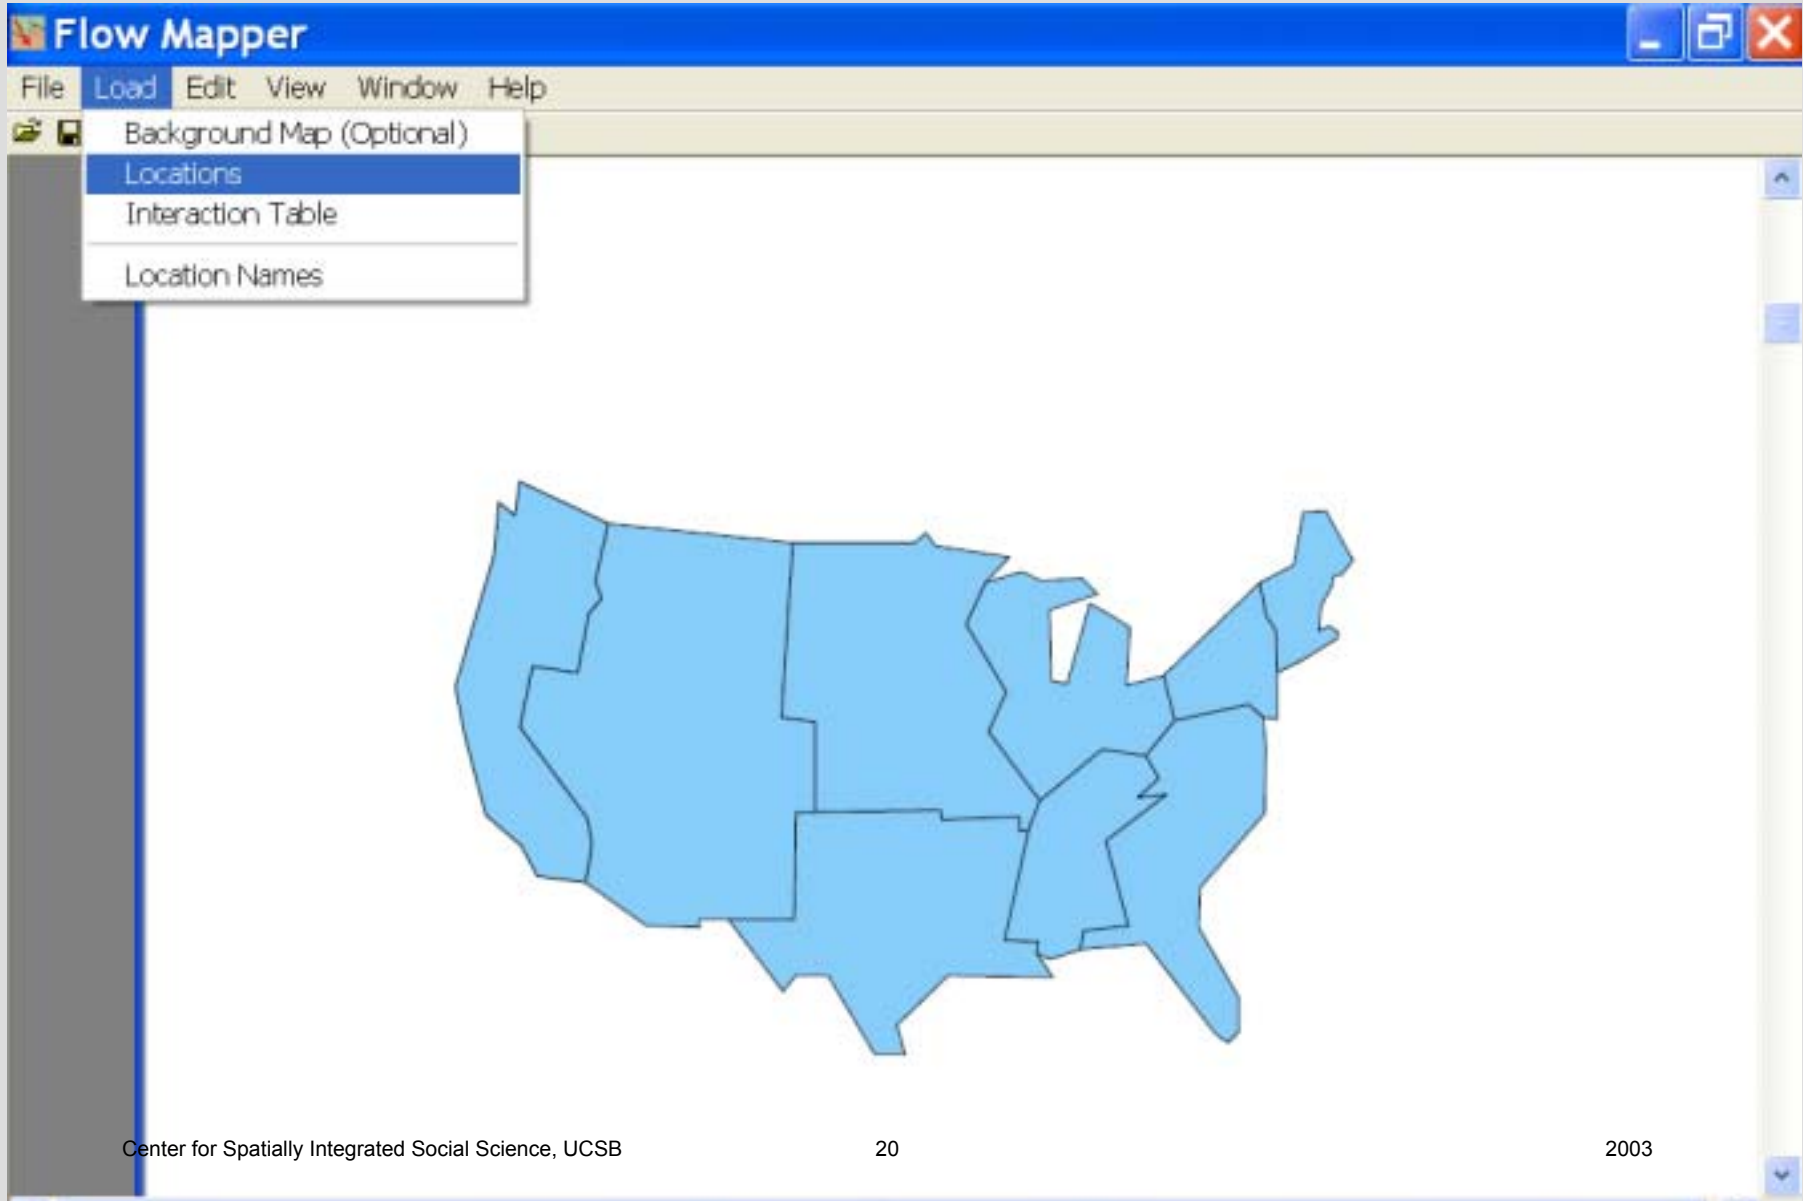 Flow Mapper
File Load Edit View Window Help
Background Map (Optional)
Locations
Interaction Table
Location Names
Center for Spatially Integrated Social Science, UCSB 20 2003